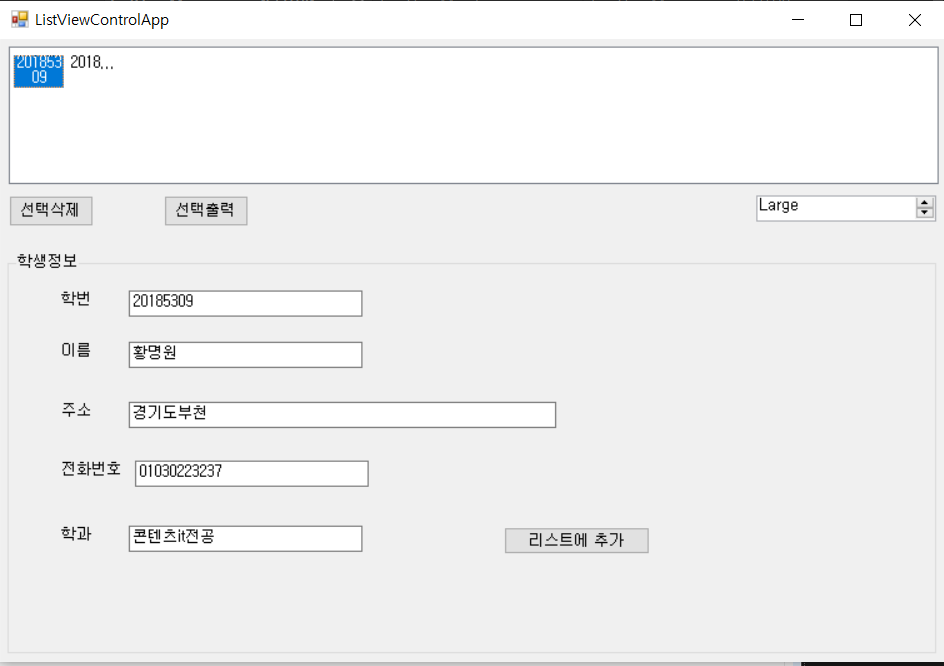 ListViewControlApp
201853
09
2018,,,
선택삭제
선택출력
Large
학생정보
학번
20185309
이름
황명원
주소
경기도부천
전화번호
01030223237
학과
콘텐츠it전공
리스트에 추가